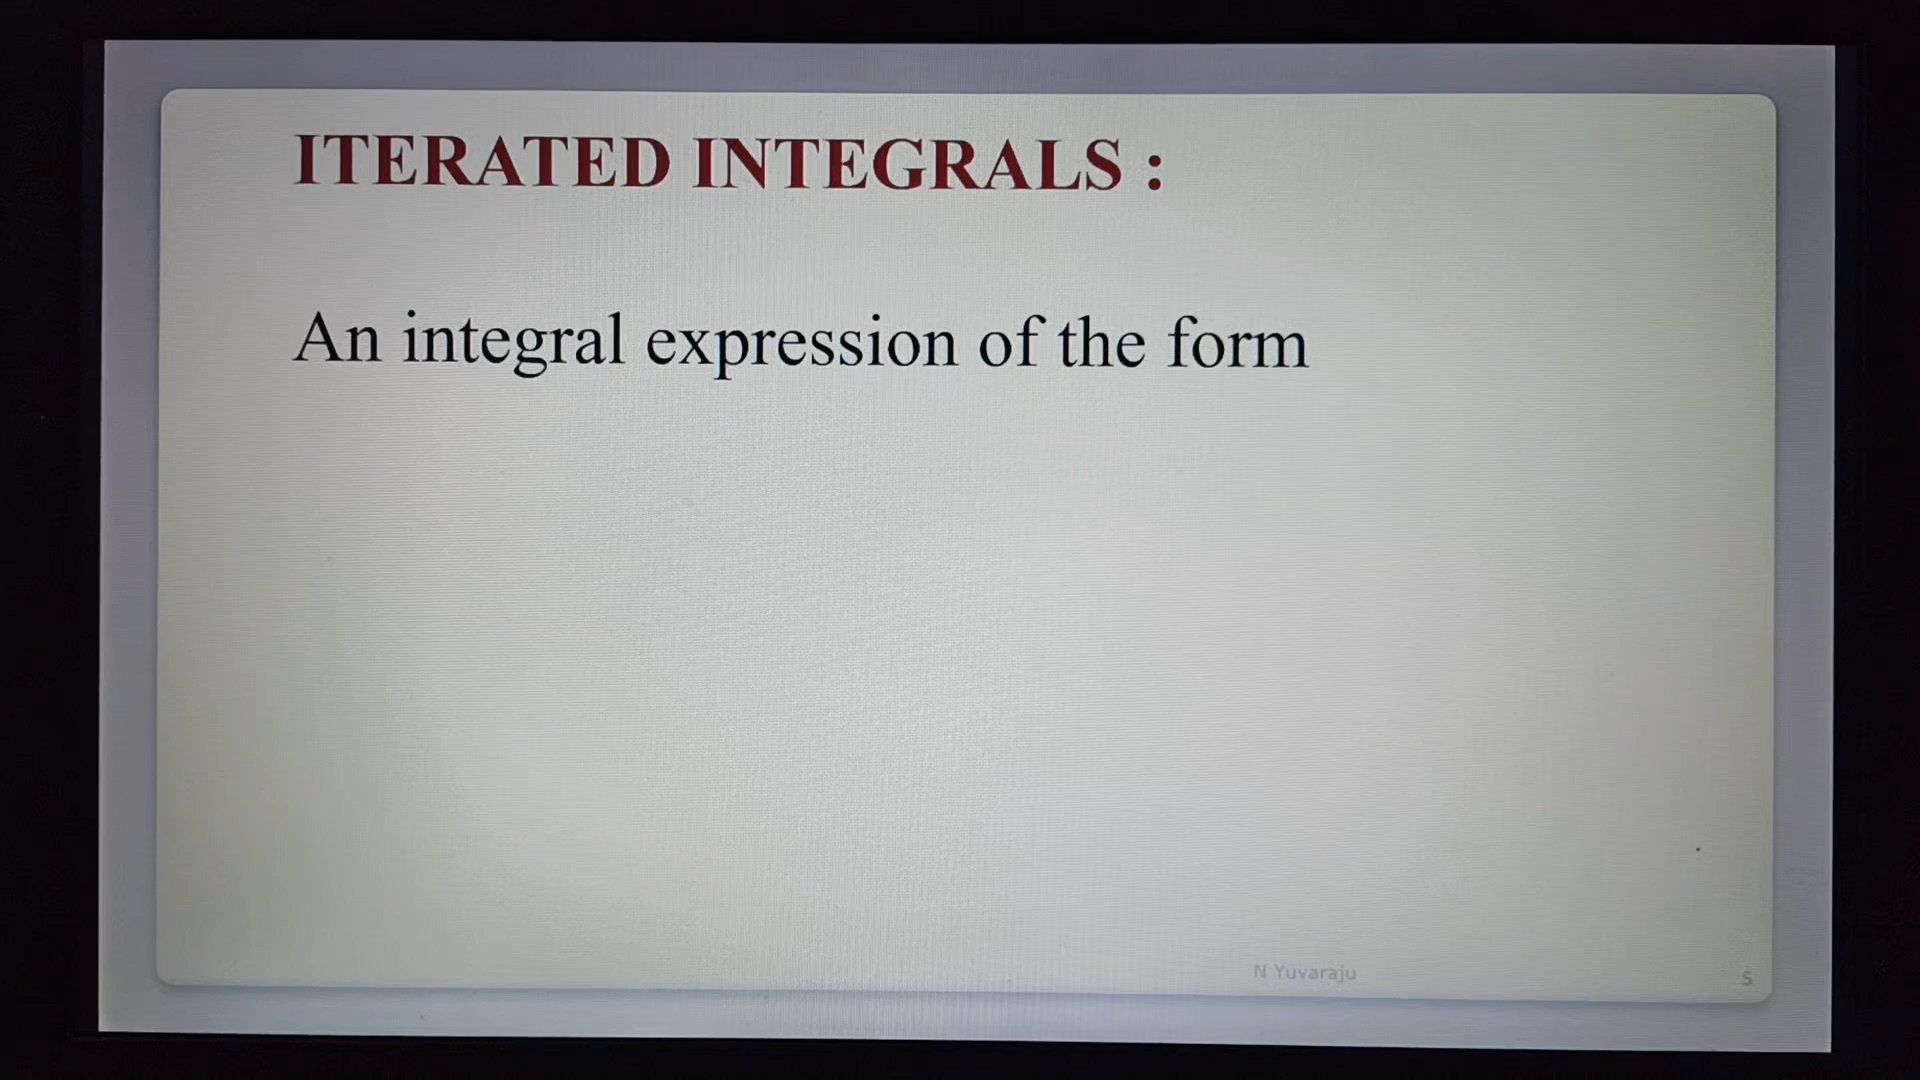 ITERATED INTEGRALS :
An integral expression of the form
N Yuvaraju
5